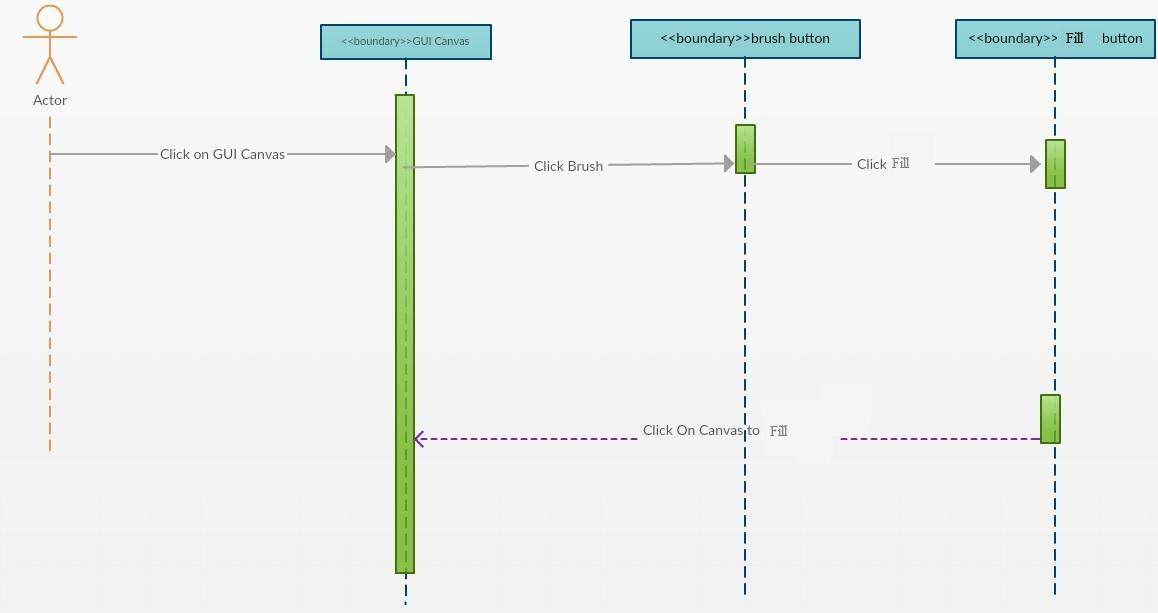 <<boundary>>GUI Canvas
<<boundary>>brush button
<<boundary>> Fill button
Actor
Click on GUI Canvas
Click Brush
Click Fill
Click On Canvas to Fill